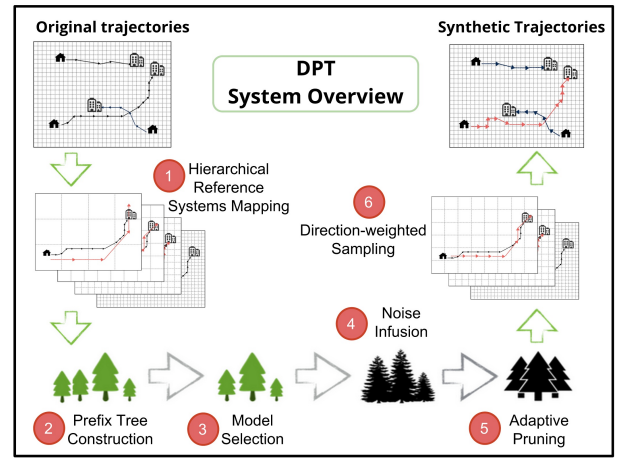 Original trajectories
Synthetic Trajectories
DPT
System Overview
1
Hierarchical
Reference
Systems Mapping
6
Direction-weighted
Sampling
4
Noise
Infusion
2
Prefix Tree
Construction
3
Model
Selection
5
Adaptive
Pruning